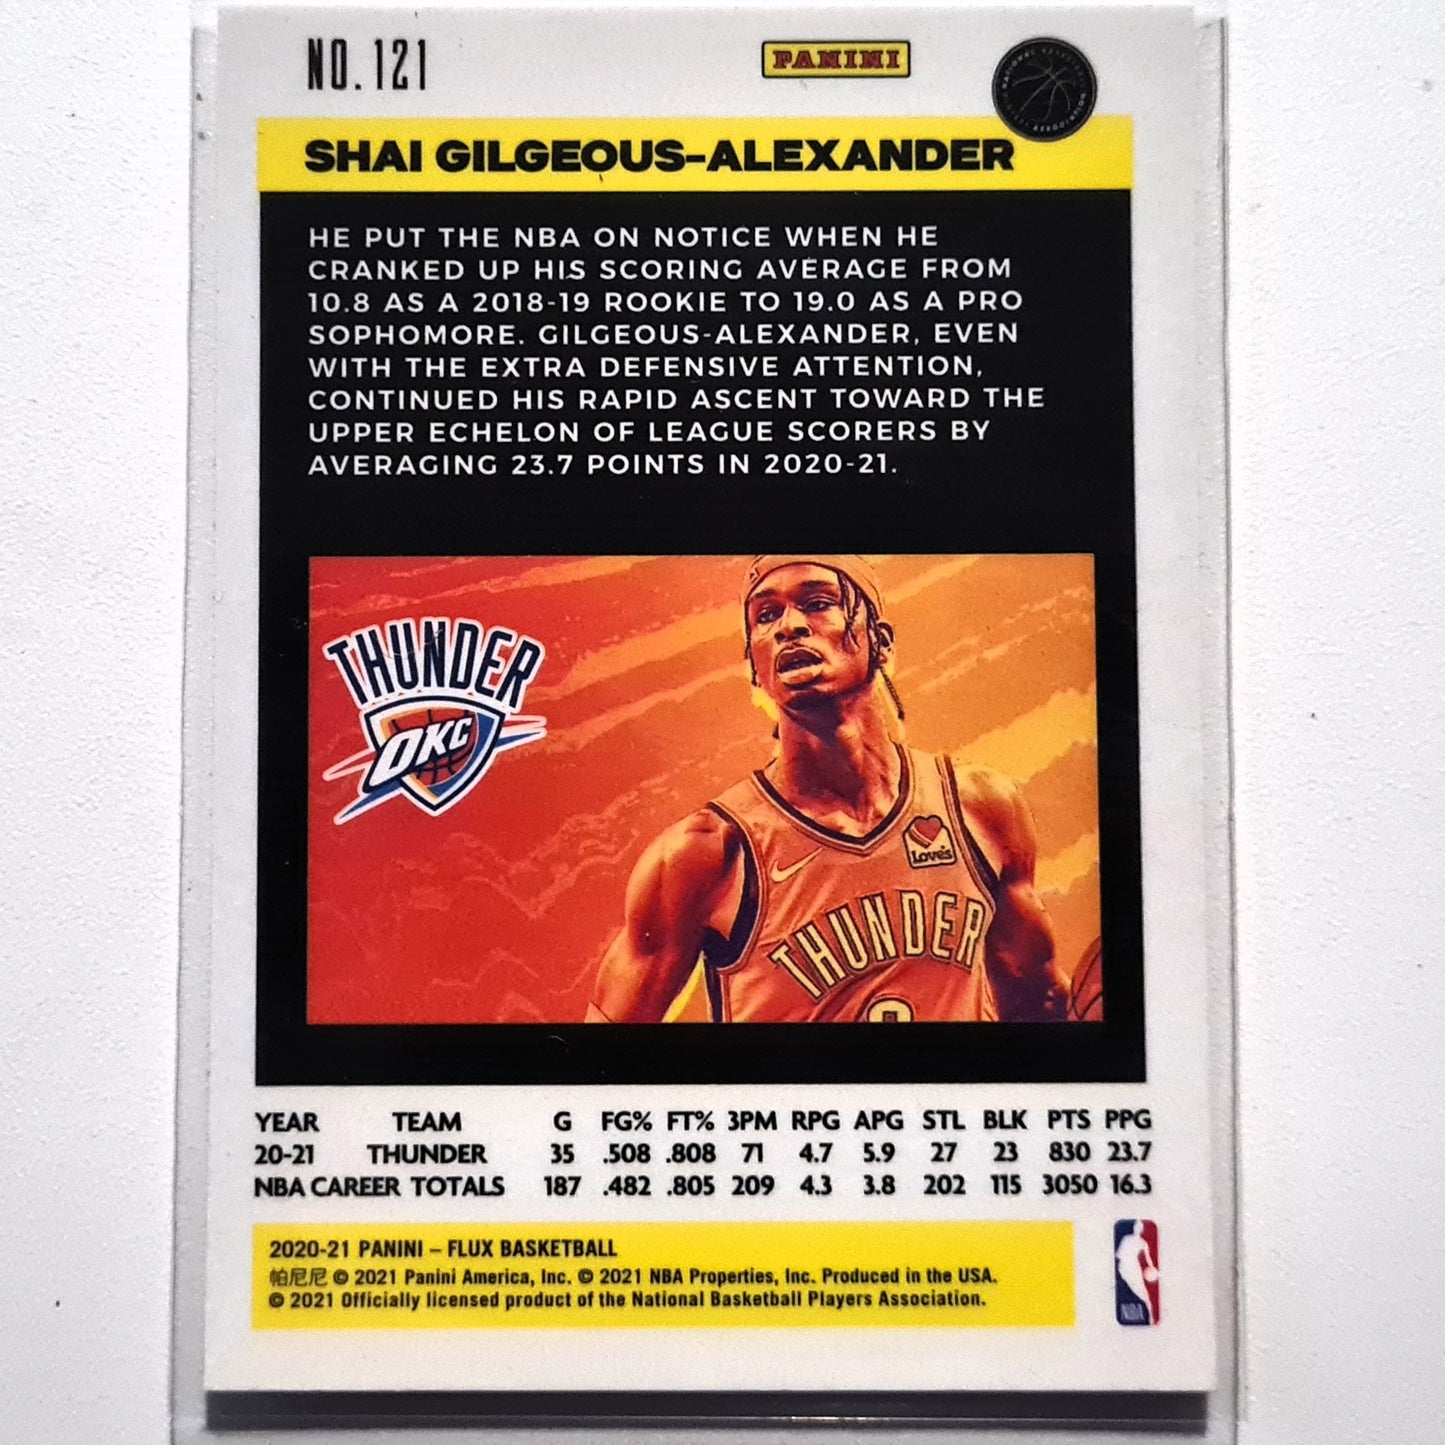 NO. 121
PANINI
NATIONAL BASKETBALL PLAYERS ASSOCIATION
SHAI GILGEOUS-ALEXANDER
HE PUT THE NBA ON NOTICE WHEN HE
CRANKED UP HIS SCORING AVERAGE FROM
10.8 AS A 2018-19 ROOKIE TO 19.0 AS A PRO
SOPHOMORE. GILGEOUS-ALEXANDER, EVEN
WITH THE EXTRA DEFENSIVE ATTENTION,
CONTINUED HIS RAPID ASCENT TOWARD THE
UPPER ECHELON OF LEAGUE SCORERS BY
AVERAGING 23.7 POINTS IN 2020-21.
THUNDER
OKC
Love's
THUNDER
YEAR TEAM G FG% FT% 3PM RPG APG STL BLK PTS PPG
20-21 THUNDER 35 .508 .808 71 4.7 5.9 27 23 830 23.7
NBA CAREER TOTALS 187 .482 .805 209 4.3 3.8 202 115 3050 16.3
2020-21 PANINI – FLUX BASKETBALL
帕尼尼 © 2021 Panini America, Inc. © 2021 NBA Properties, Inc. Produced in the USA.
© 2021 Officially licensed product of the National Basketball Players Association.
NBA